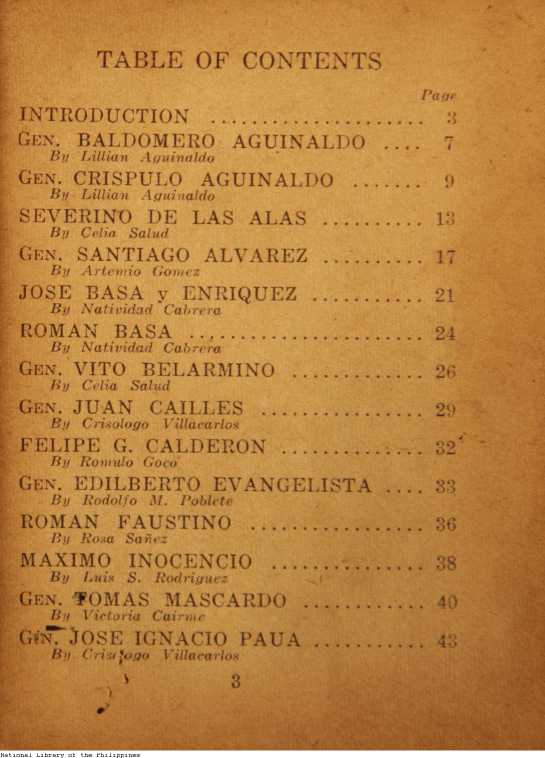 TABLE OF CONTENTS
Page
INTRODUCTION .................... 3
GEN. BALDOMERO AGUINALDO .... 7
By Lillian Aguinaldo
GEN. CRISPULO AGUINALDO ....... 9
By Lillian Aguinaldo
SEVERINO DE LAS ALAS .......... 13
By Celia Salud
GEN. SANTIAGO ALVAREZ .......... 17
By Artemio Gomez
JOSE BASA y ENRIQUEZ ........... 21
By Natividad Cabrera
ROMAN BASA ....................... 24
By Natividad Cabrera
GEN. VITO BELARMINO ............. 26
By Celia Salud
GEN. JUAN CAILLES ................ 29
By Crisologo Villacarlos
FELIPE G. CALDERON .............. 32
By Romulo Goco
GEN. EDILBERTO EVANGELISTA .... 33
By Rodolfo M. Poblete
ROMAN FAUSTINO ................. 36
By Rosa Sañez
MAXIMO INOCENCIO ............... 38
By Luis S. Rodriguez
GEN. TOMAS MASCARDO ............ 40
By Victoria Cairme
GEN. JOSE IGNACIO PAUA ........... 43
By Crisologo Villacarlos
3
National Library of the Philippines